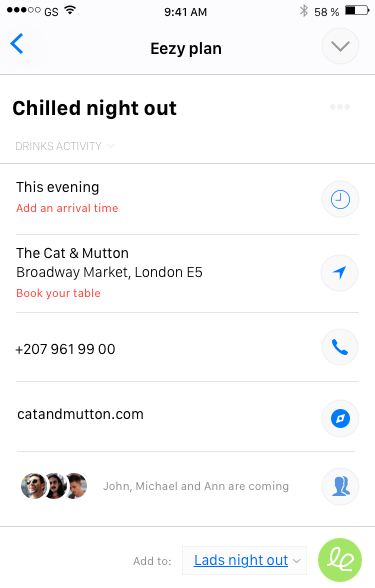 GS 9:41 AM 58 %
Eezy plan
Chilled night out
DRINKS ACTIVITY
This evening
Add an arrival time
The Cat & Mutton
Broadway Market, London E5
Book your table
+207 961 99 00
catandmutton.com
John, Michael and Ann are coming
Add to: Lads night out